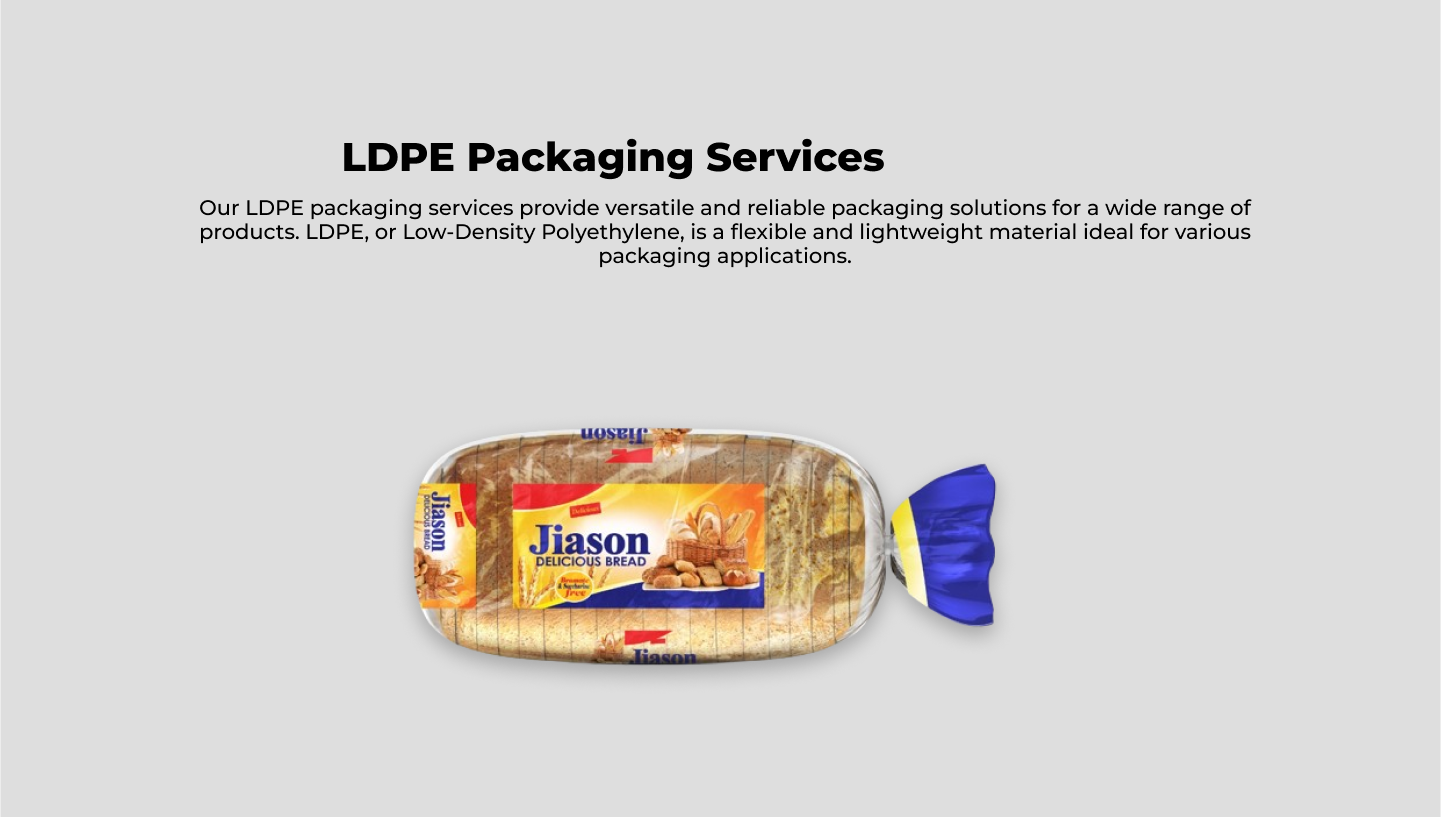 LDPE Packaging Services
Our LDPE packaging services provide versatile and reliable packaging solutions for a wide range of
products. LDPE, or Low-Density Polyethylene, is a flexible and lightweight material ideal for various
packaging applications.
Jiason
Jiason
DELICIOUS BREAD
Delicious
Jiason
DELICIOUS BREAD
Bromate
free
Jiason